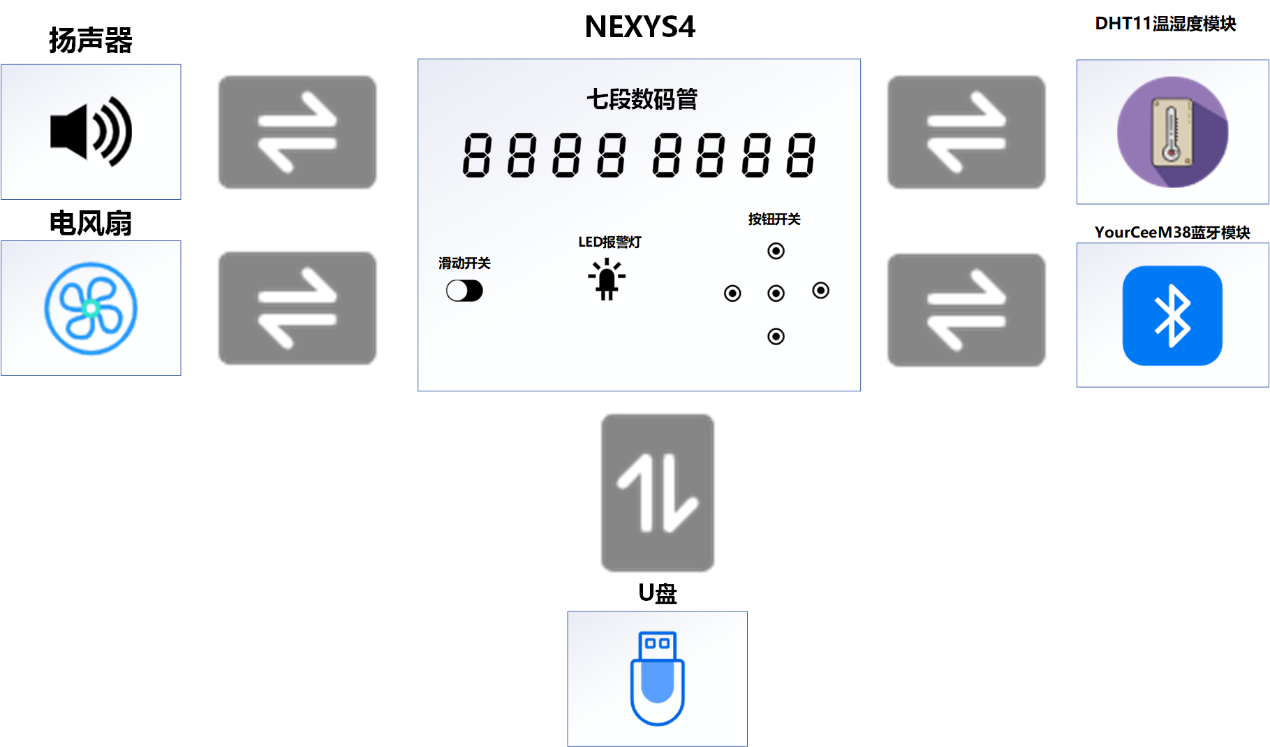 NEXYS4
扬声器
DHT11温湿度模块
七段数码管
8888 8888
电风扇
按钮开关
YourCeeM38蓝牙模块
LED报警灯
滑动开关
U盘